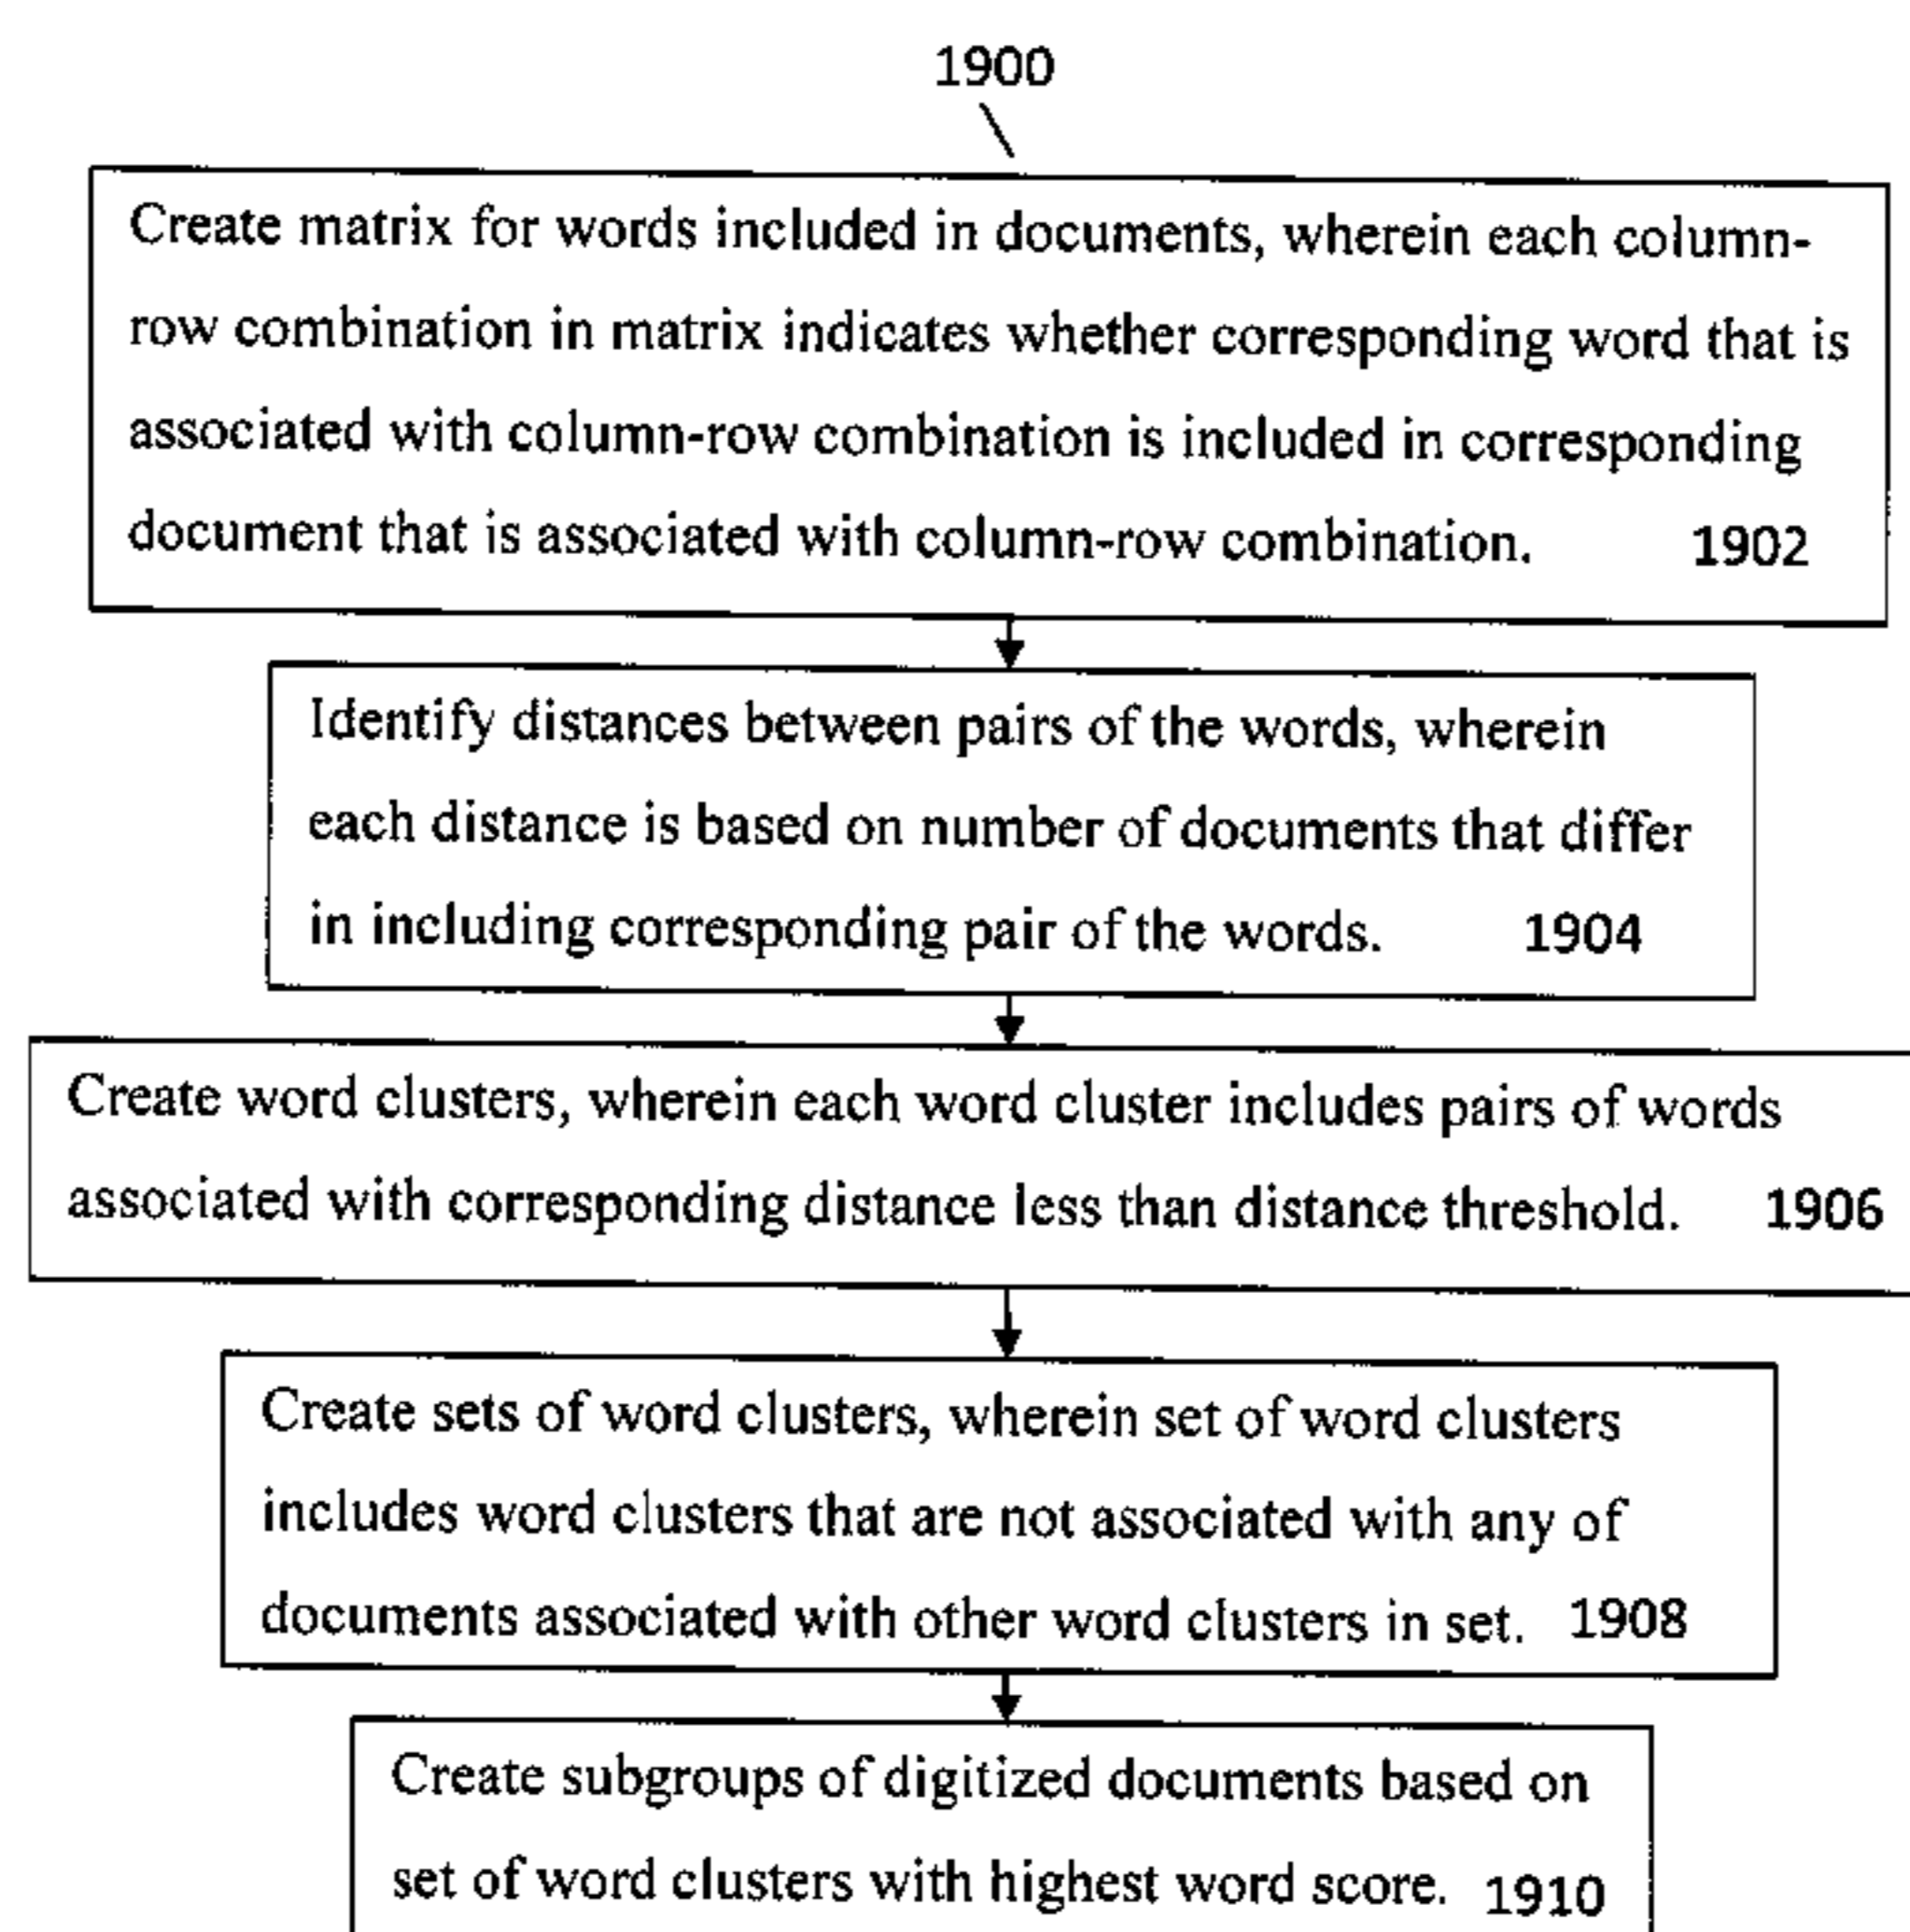 1900
Create matrix for words included in documents, wherein each column-
row combination in matrix indicates whether corresponding word that is
associated with column-row combination is included in corresponding
document that is associated with column-row combination. 1902
Identify distances between pairs of the words, wherein
each distance is based on number of documents that differ
in including corresponding pair of the words. 1904
Create word clusters, wherein each word cluster includes pairs of words
associated with corresponding distance less than distance threshold. 1906
Create sets of word clusters, wherein set of word clusters
includes word clusters that are not associated with any of
documents associated with other word clusters in set. 1908
Create subgroups of digitized documents based on
set of word clusters with highest word score. 1910